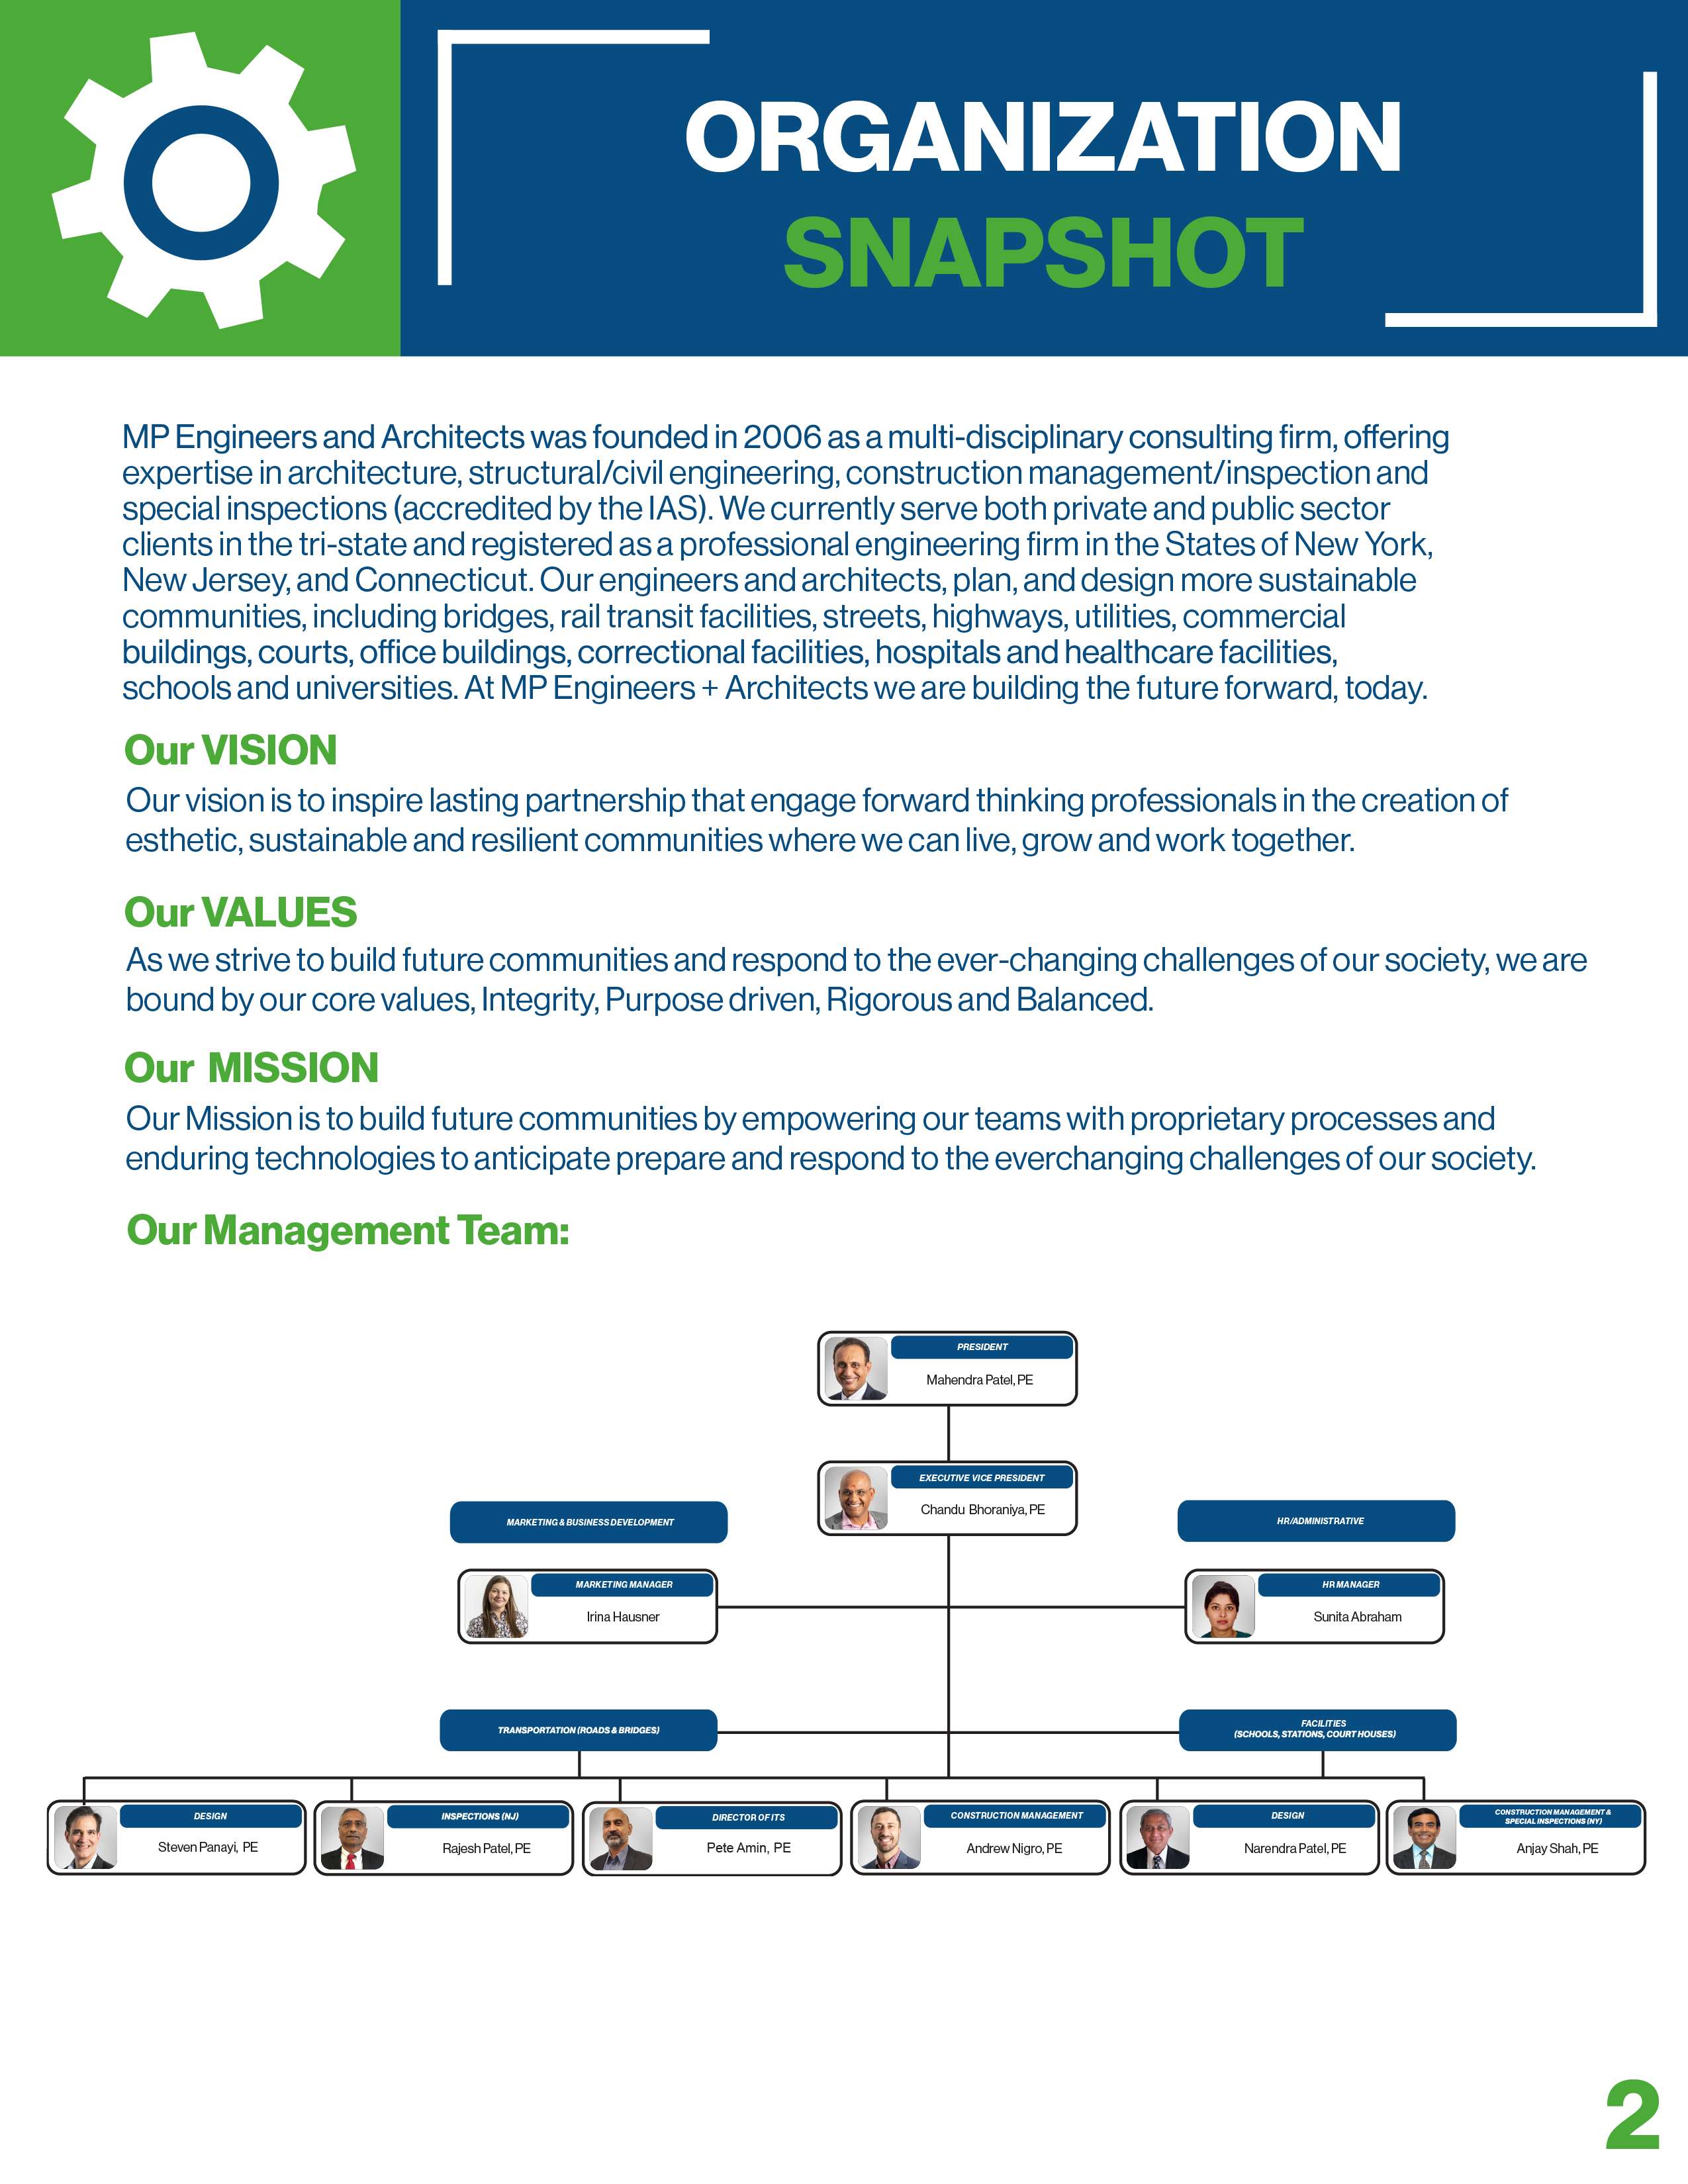 ORGANIZATION
SNAPSHOT
MP Engineers and Architects was founded in 2006 as a multi-disciplinary consulting firm, offering
expertise in architecture, structural/civil engineering, construction management/inspection and
special inspections (accredited by the IAS). We currently serve both private and public sector
clients in the tri-state and registered as a professional engineering firm in the States of New York,
New Jersey, and Connecticut. Our engineers and architects, plan, and design more sustainable
communities, including bridges, rail transit facilities, streets, highways, utilities, commercial
buildings, courts, office buildings, correctional facilities, hospitals and healthcare facilities,
schools and universities. At MP Engineers + Architects we are building the future forward, today.
Our VISION
Our vision is to inspire lasting partnership that engage forward thinking professionals in the creation of
esthetic, sustainable and resilient communities where we can live, grow and work together.
Our VALUES
As we strive to build future communities and respond to the ever-changing challenges of our society, we are
bound by our core values, Integrity, Purpose driven, Rigorous and Balanced.
Our MISSION
Our Mission is to build future communities by empowering our teams with proprietary processes and
enduring technologies to anticipate prepare and respond to the everchanging challenges of our society.
Our Management Team:
PRESIDENT
Mahendra Patel, PE
EXECUTIVE VICE PRESIDENT
Chandu Bhoraniya, PE
MARKETING & BUSINESS DEVELOPMENT
HR/ADMINISTRATIVE
MARKETING MANAGER
Irina Hausner
HR MANAGER
Sunita Abraham
TRANSPORTATION (ROADS & BRIDGES)
FACILITIES
(SCHOOLS, STATIONS, COURT HOUSES)
DESIGN
Steven Panayi, PE
INSPECTIONS (NJ)
Rajesh Patel, PE
DIRECTOR OF ITS
Pete Amin, PE
CONSTRUCTION MANAGEMENT
Andrew Nigro, PE
DESIGN
Narendra Patel, PE
CONSTRUCTION MANAGEMENT &
SPECIAL INSPECTIONS (NY)
Anjay Shah, PE
2